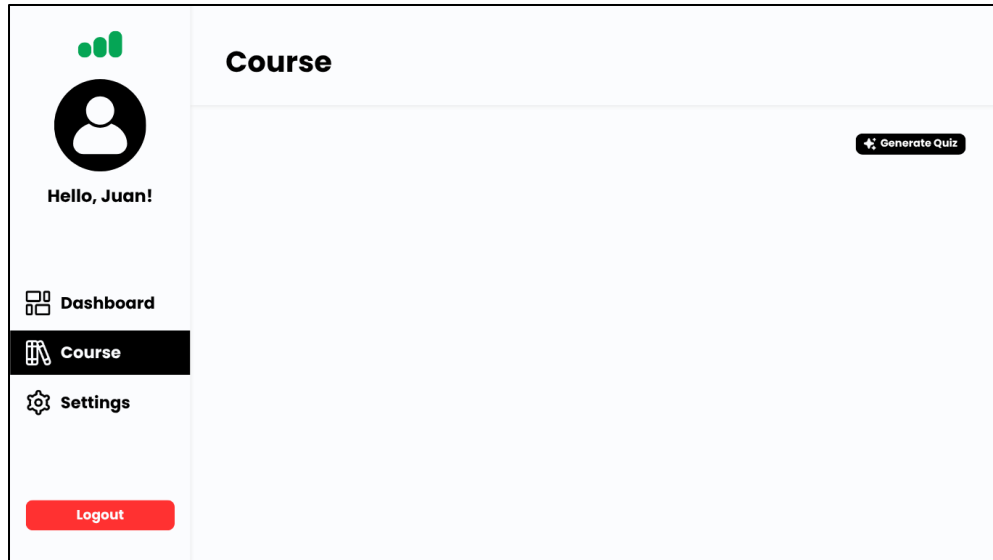 Hello, Juan!
Dashboard
Course
Settings
Logout
Course
Generate Quiz